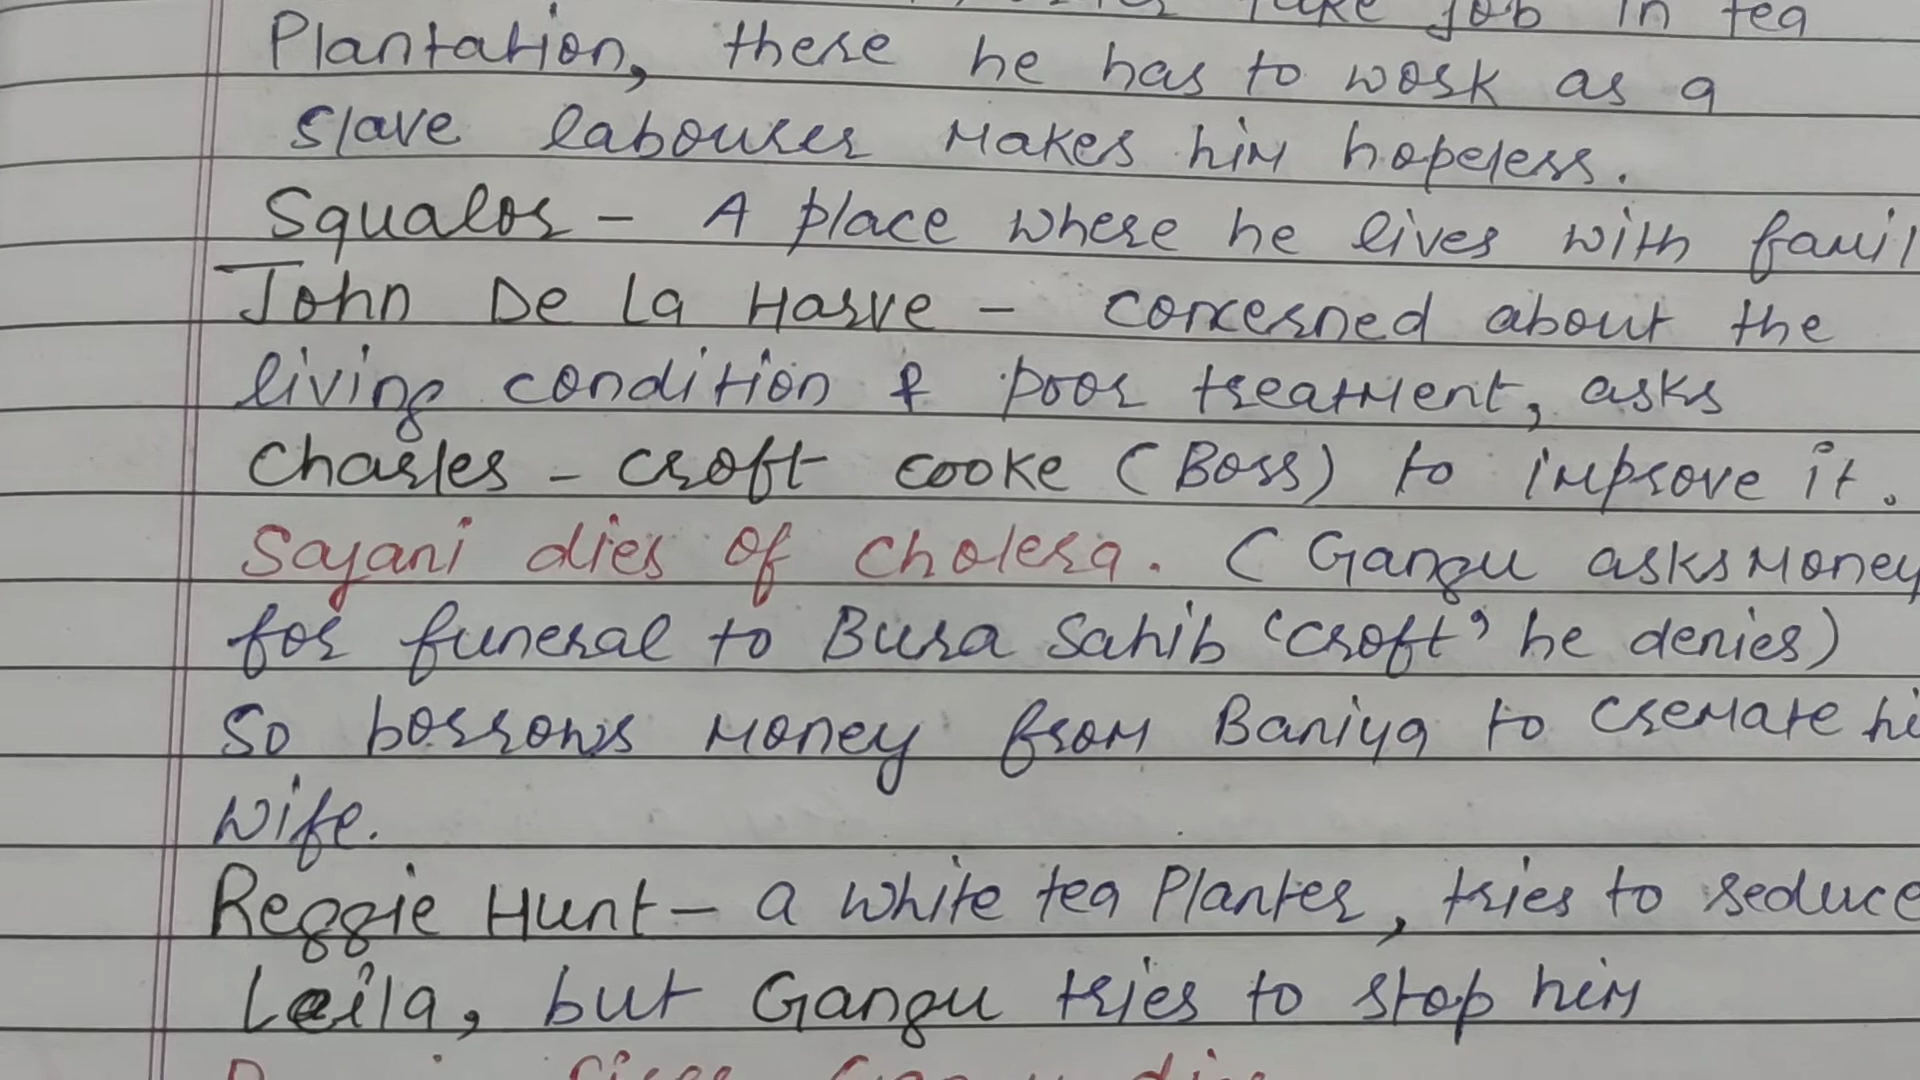 take job in tea
Plantation, there he has to work as a
slave labourer makes him hopeless.
Squalor - A place where he lives with famil
John De La Harve - concerned about the
living condition & poor treatment, asks
Charles - Croft cooke (Boss) to improve it.
Sajani dies of Cholera. (Gangu asks money
for funeral to Bura Sahib 'Croft' he denies)
So borrows money from Baniya to cremate hi
wife.
Reggie Hunt - a white tea Planter, tries to seduce
Leila, but Gangu tries to stop him